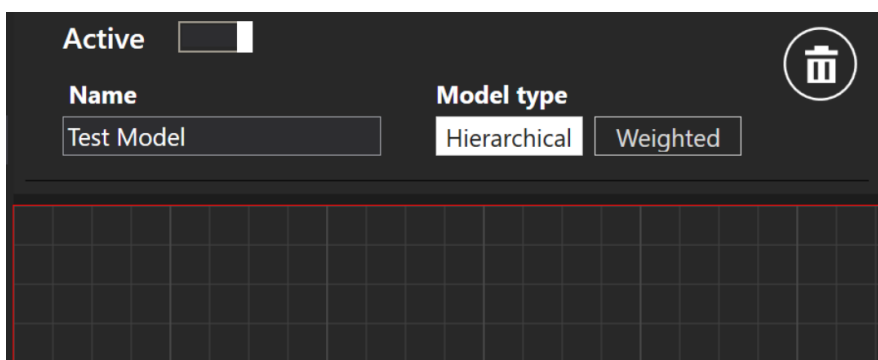 Active
Name
Model type
Test Model
Hierarchical
Weighted